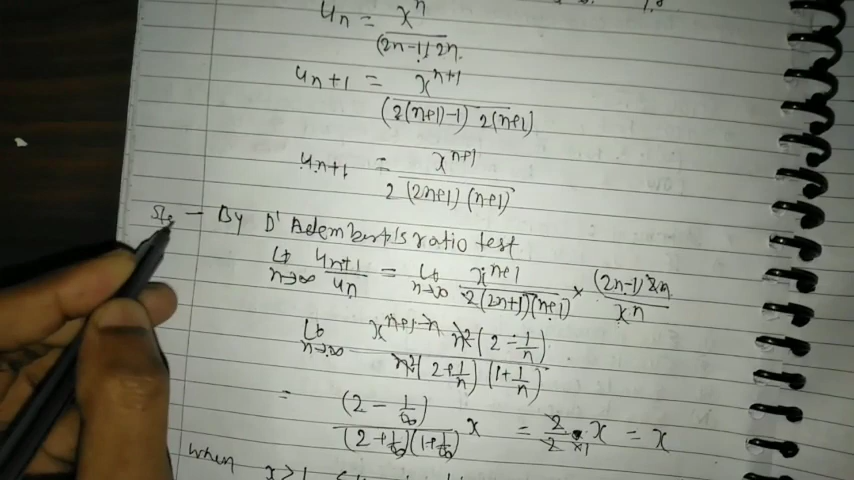 un = x^n / (2n-1) 2n
un+1 = x^(n+1) / (2(n+1)-1) 2(n+1)
un+1 = x^(n+1) / 2(2n+1)(n+1)
- By D' Alembert's ratio test
Lt n→∞ un+1/un = Lt n→∞ x^(n+1) / 2(2n+1)(n+1) × (2n-1) 2n / x^n
Lt n→∞ x^(n+1-n) n²(2 - 1/n) / n²(2+1/n)(1+1/n)
= (2 - 1/∞) / (2+1/∞)(1+1/∞) x = 2/2×1 x = x
when x>1